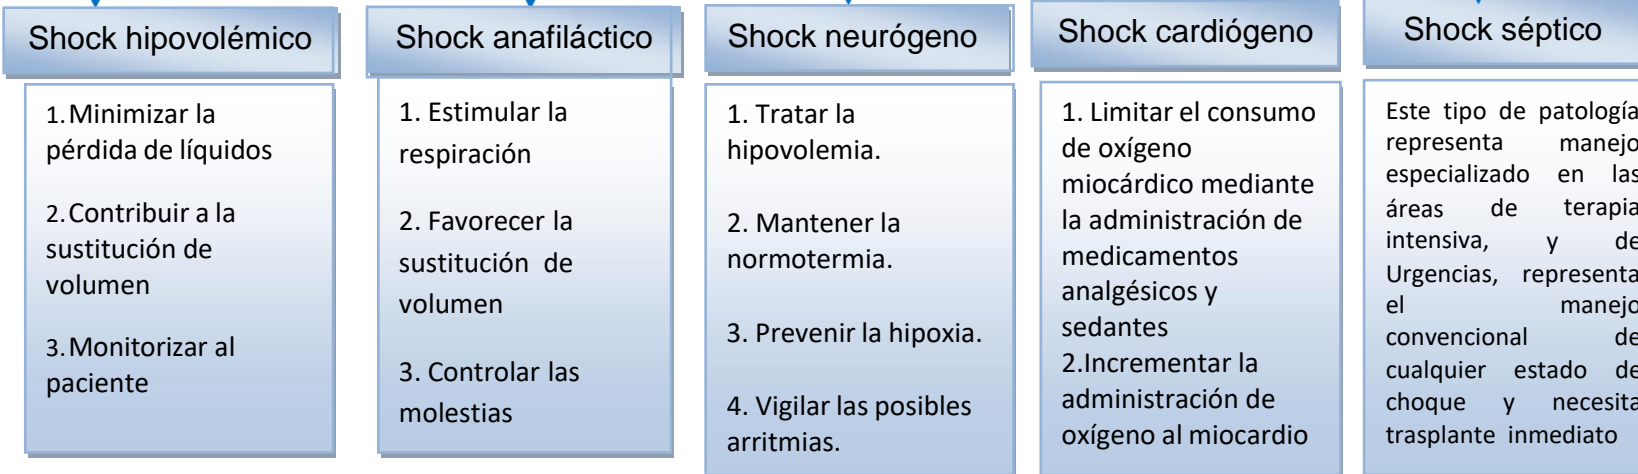 Shock hipovolémico
1.Minimizar la
pérdida de líquidos
2.Contribuir a la
sustitución de
volumen
3.Monitorizar al
paciente
Shock anafiláctico
1. Estimular la
respiración
2. Favorecer la
sustitución de
volumen
3. Controlar las
molestias
Shock neurógeno
1. Tratar la
hipovolemia.
2. Mantener la
normotermia.
3. Prevenir la hipoxia.
4. Vigilar las posibles
arritmias.
Shock cardiógeno
1. Limitar el consumo
de oxígeno
miocárdico mediante
la administración de
medicamentos
analgésicos y
sedantes
2.Incrementar la
administración de
oxígeno al miocardio
Shock séptico
Este tipo de patología
representa manejo
especializado en las
áreas de terapia
intensiva, y de
Urgencias, representa
el manejo
convencional de
cualquier estado de
choque y necesita
trasplante inmediato